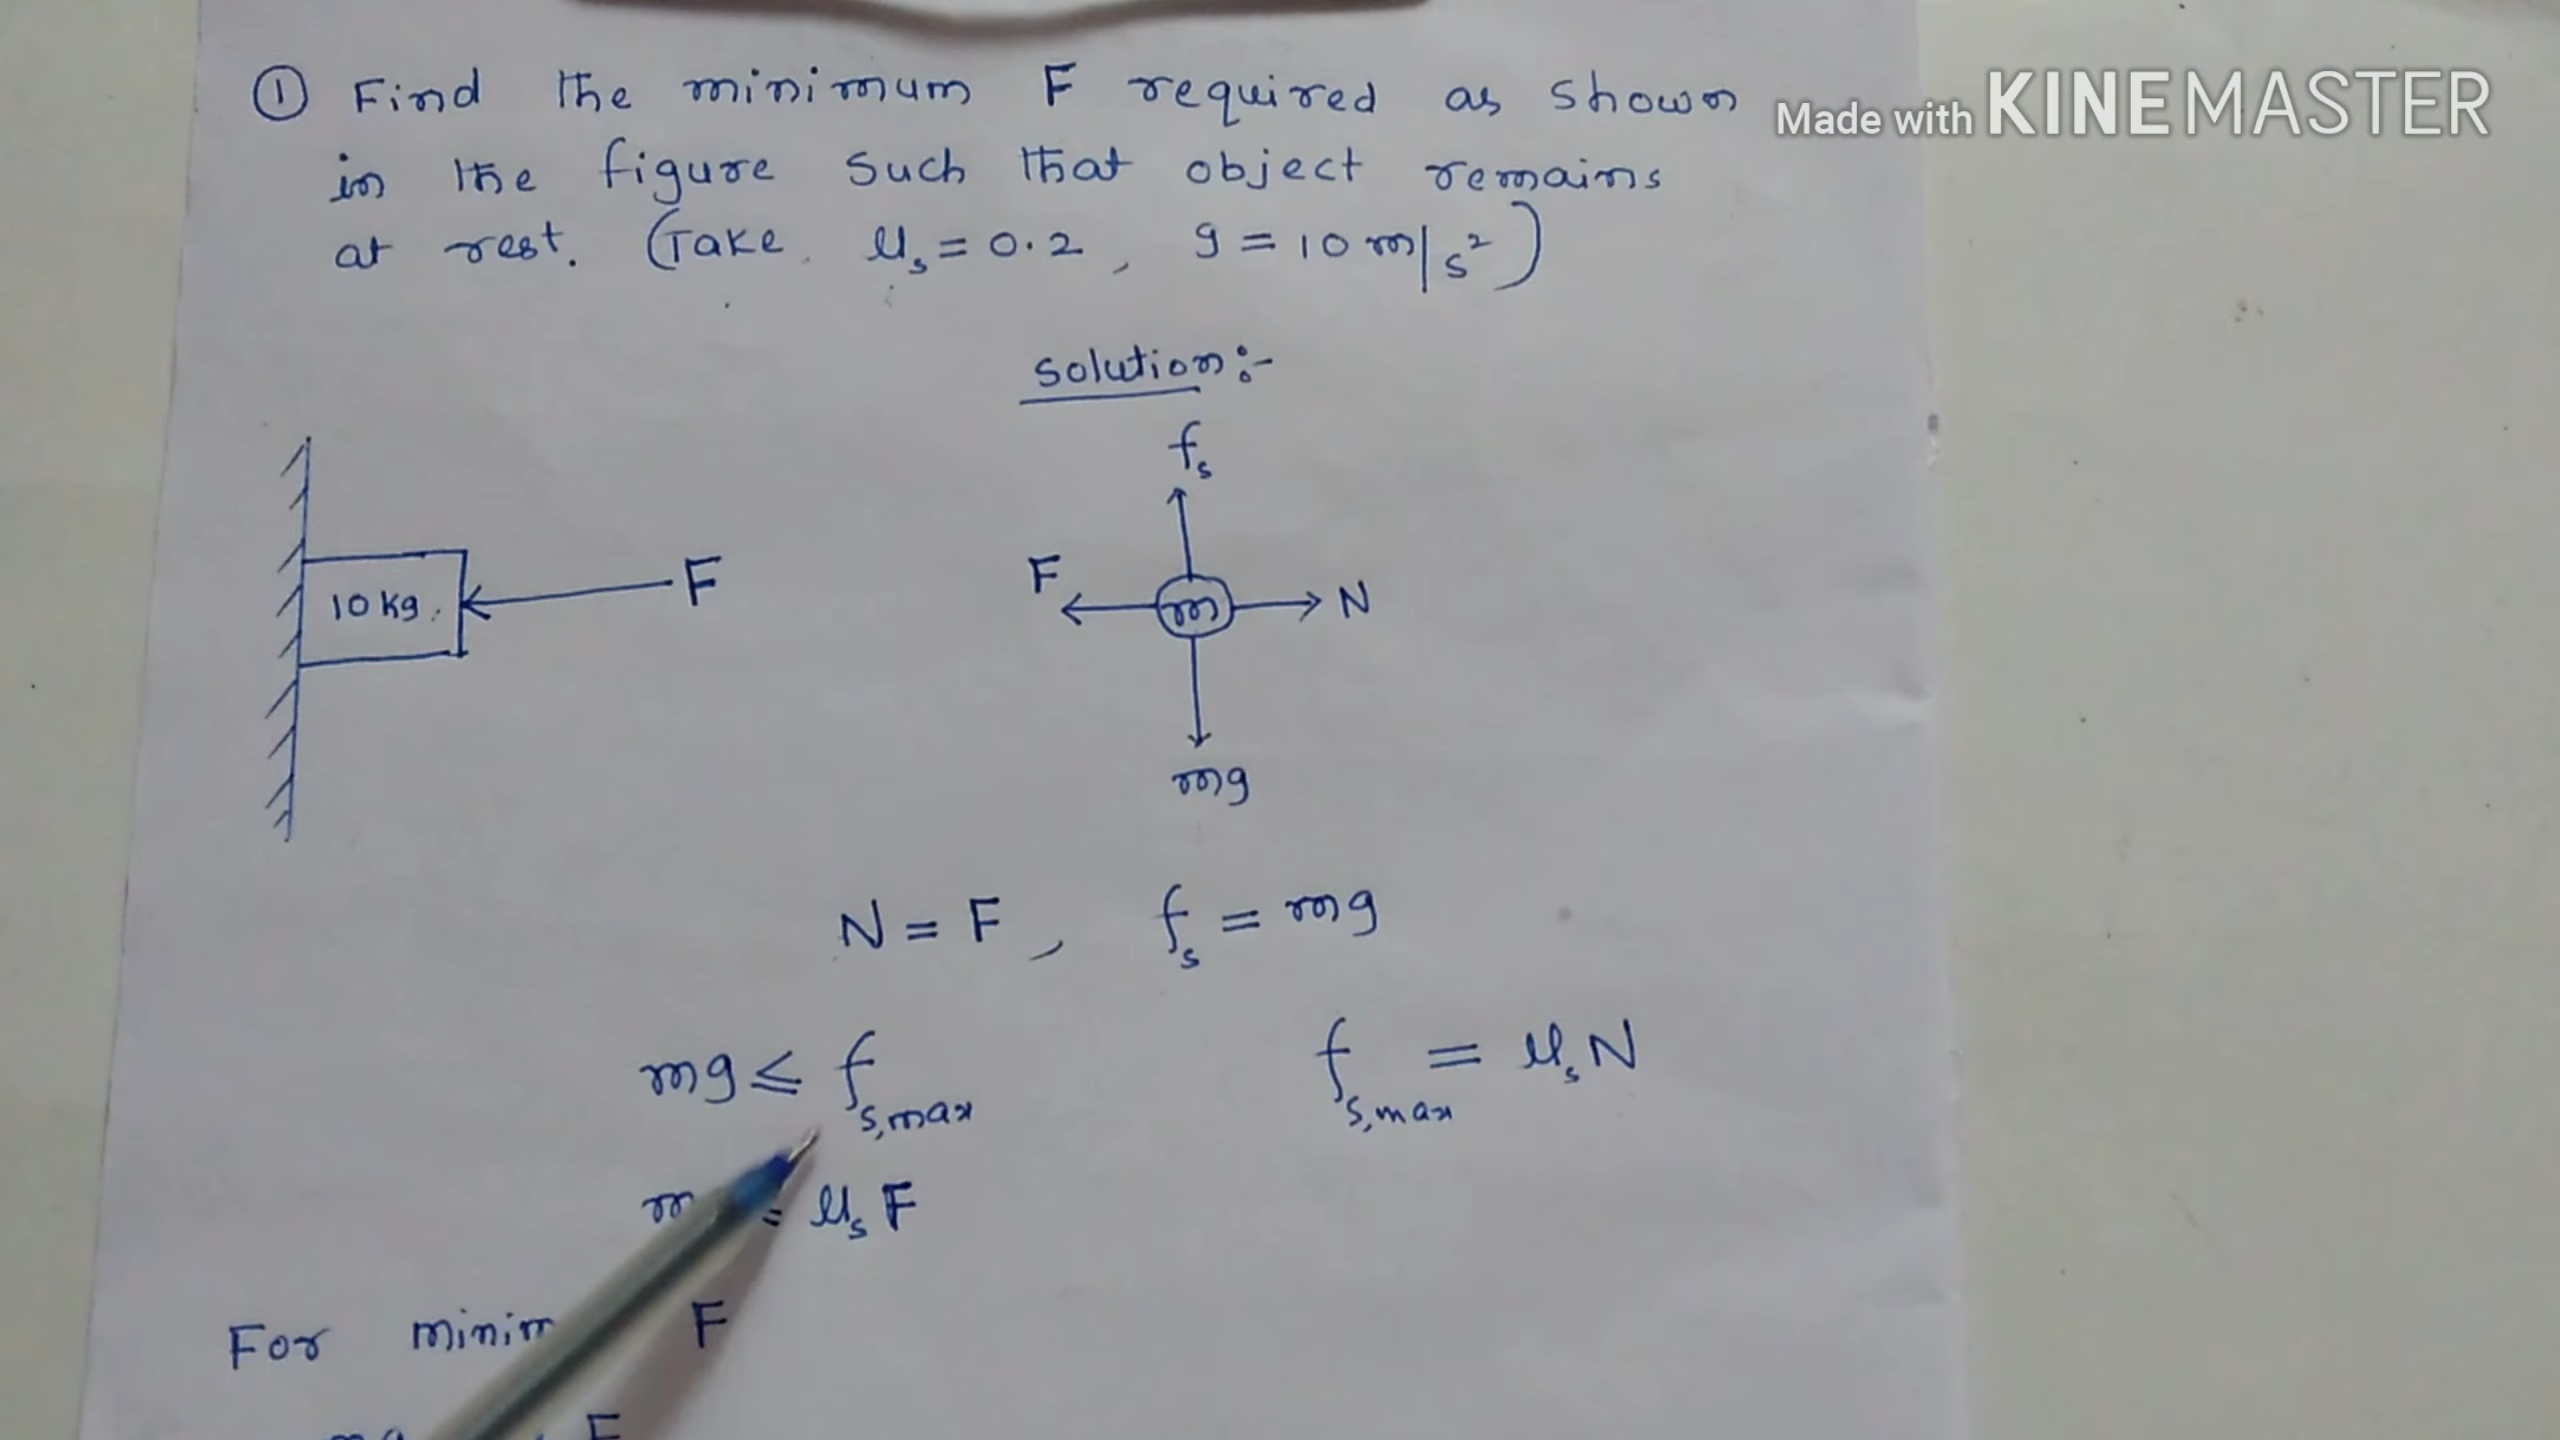 ① Find the minimum F required as shown
in the figure such that object remains
at rest. (Take μs = 0.2, g = 10 m/s²)
Made with KINEMASTER
Solution:-
fs
F
N
m
mg
10 kg.
F
N = F, fs = mg
mg ≤ fs,max
fs,max = μsN
μs F
For F
F